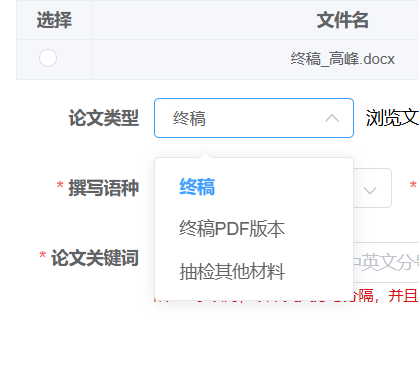 选择 文件名
终稿_高峰.docx
论文类型 终稿 浏览文
* 撰写语种 *
终稿
终稿PDF版本
* 论文关键词 中英文分号
抽检其他材料
分隔，并且